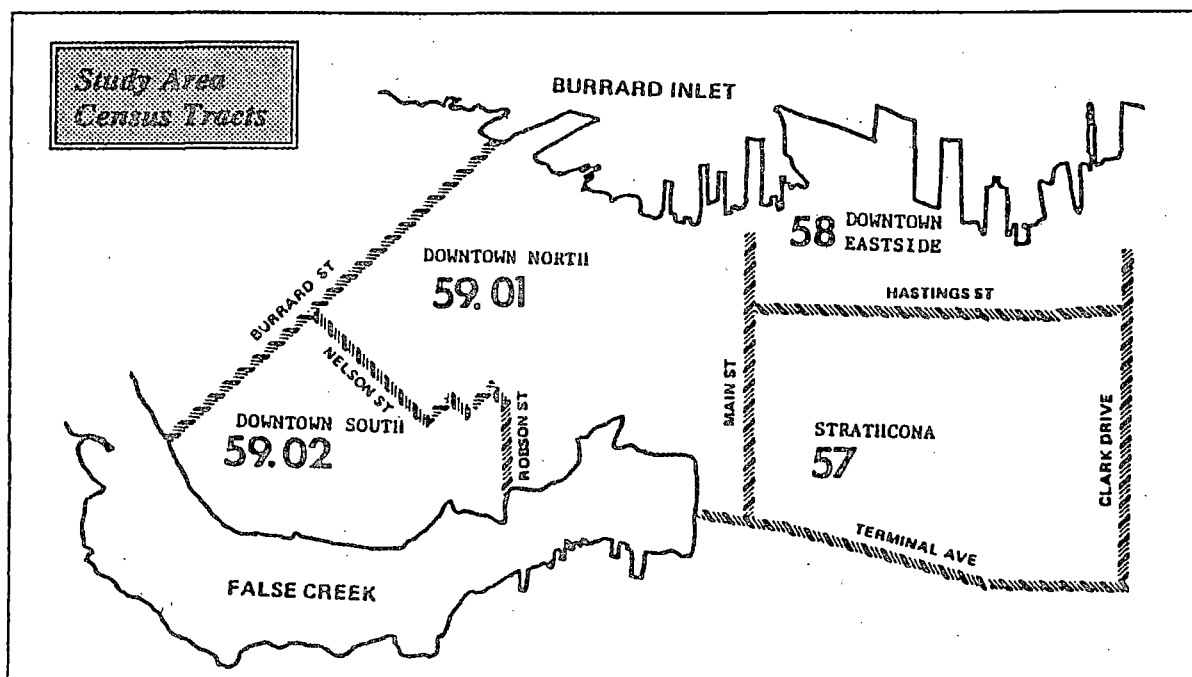 Study Area
Census Tracts
BURRARD INLET
58 DOWNTOWN
EASTSIDE
DOWNTOWN NORTH
59.01
HASTINGS ST
BURRARD ST
NELSON ST
MAIN ST
DOWNTOWN SOUTH
59.02
ROBSON ST
STRATHCONA
57
CLARK DRIVE
TERMINAL AVE
FALSE CREEK